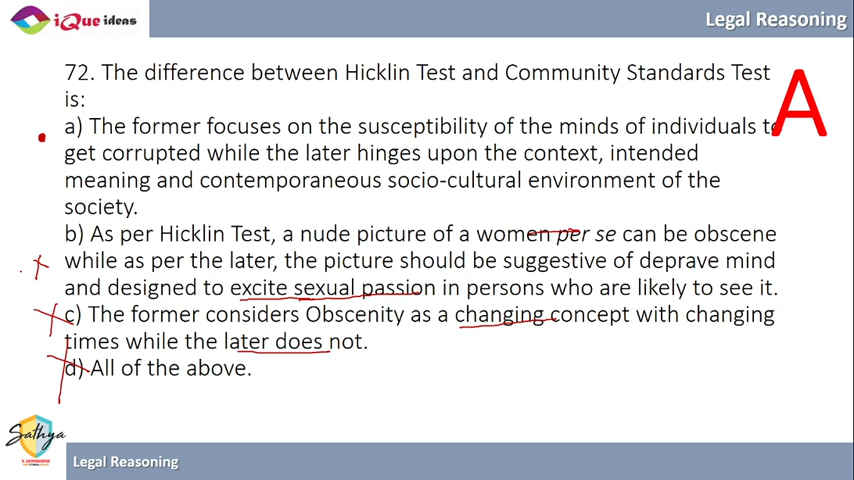 iQue ideas
Legal Reasoning
72. The difference between Hicklin Test and Community Standards Test
is:
a) The former focuses on the susceptibility of the minds of individuals to
A
get corrupted while the later hinges upon the context, intended
meaning and contemporaneous socio-cultural environment of the
society.
b) As per Hicklin Test, a nude picture of a women per se can be obscene
while as per the later, the picture should be suggestive of deprave mind
and designed to excite sexual passion in persons who are likely to see it.
c) The former considers Obscenity as a changing concept with changing
times while the later does not.
d) All of the above.
Sathya
Legal Reasoning